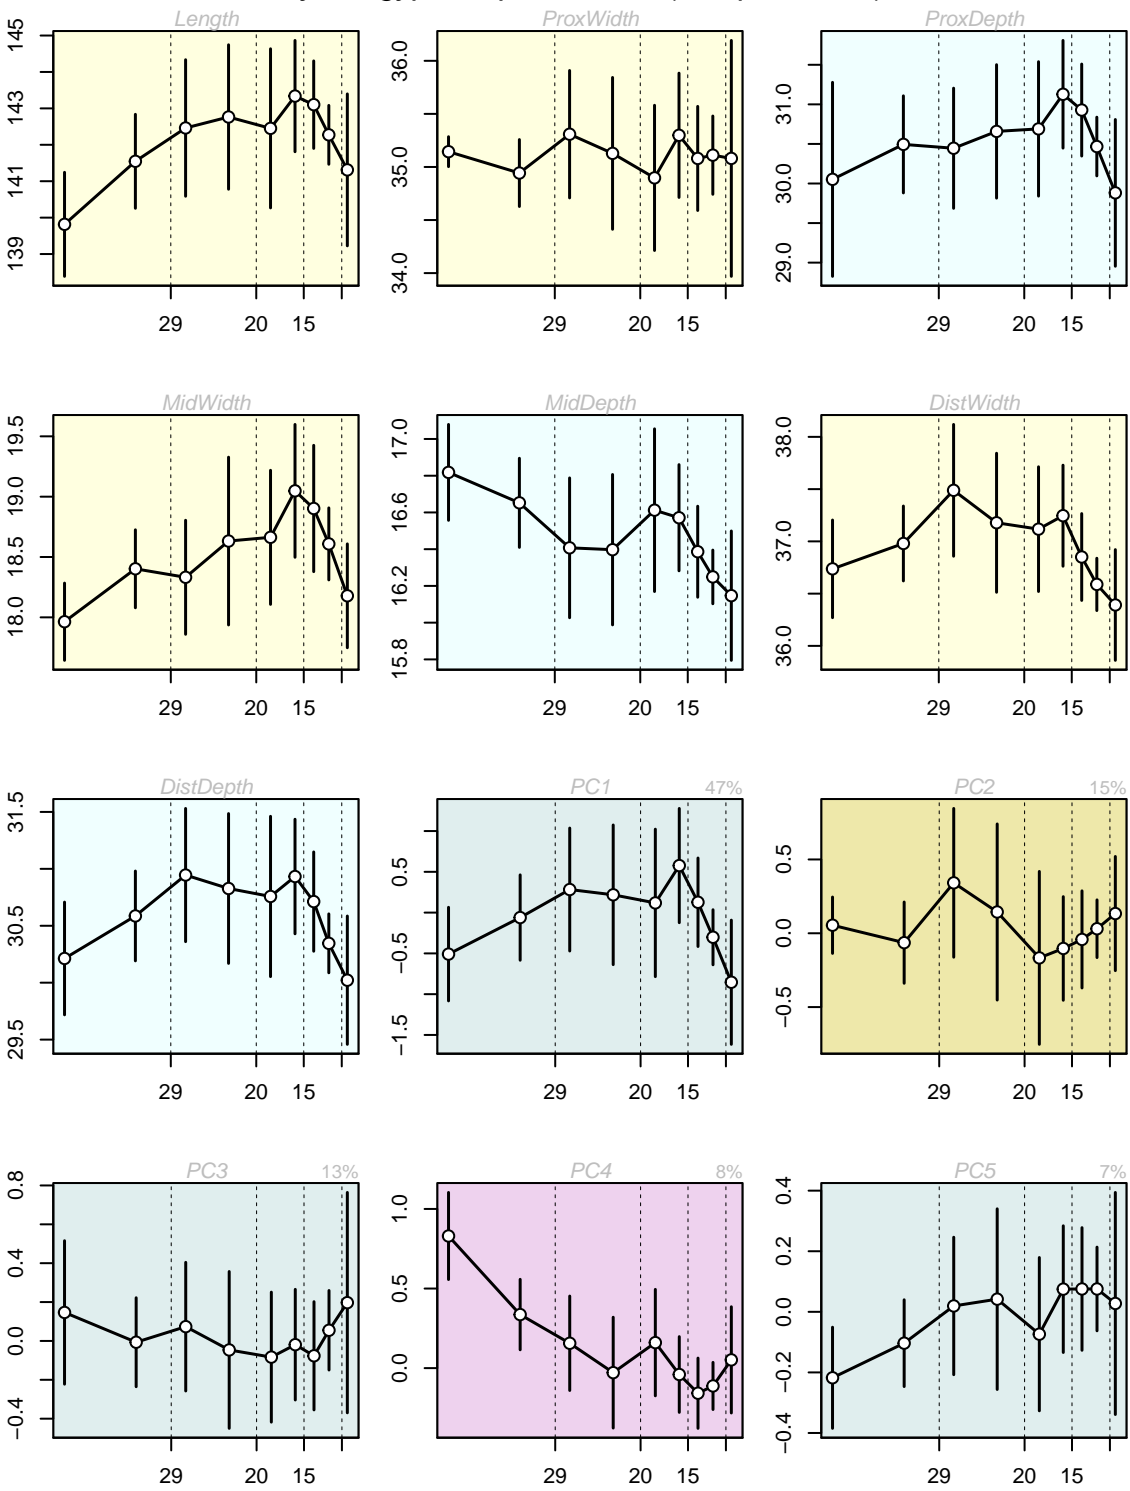 Length ProxWidth ProxDepth
145
143
141
139
29 20 15
36.0
35.0
34.0
29 20 15
31.0
30.0
29.0
29 20 15
MidWidth MidDepth DistWidth
19.5
19.0
18.5
18.0
29 20 15
17.0
16.6
16.2
15.8
29 20 15
38.0
37.0
36.0
29 20 15
DistDepth PC1 47% PC2 15%
31.5
30.5
29.5
29 20 15
0.5
−0.5
−1.5
29 20 15
0.5
0.0
−0.5
29 20 15
PC3 13% PC4 8% PC5 7%
0.8
0.4
0.0
−0.4
29 20 15
1.0
0.5
0.0
29 20 15
0.4
0.2
0.0
−0.2
−0.4
29 20 15